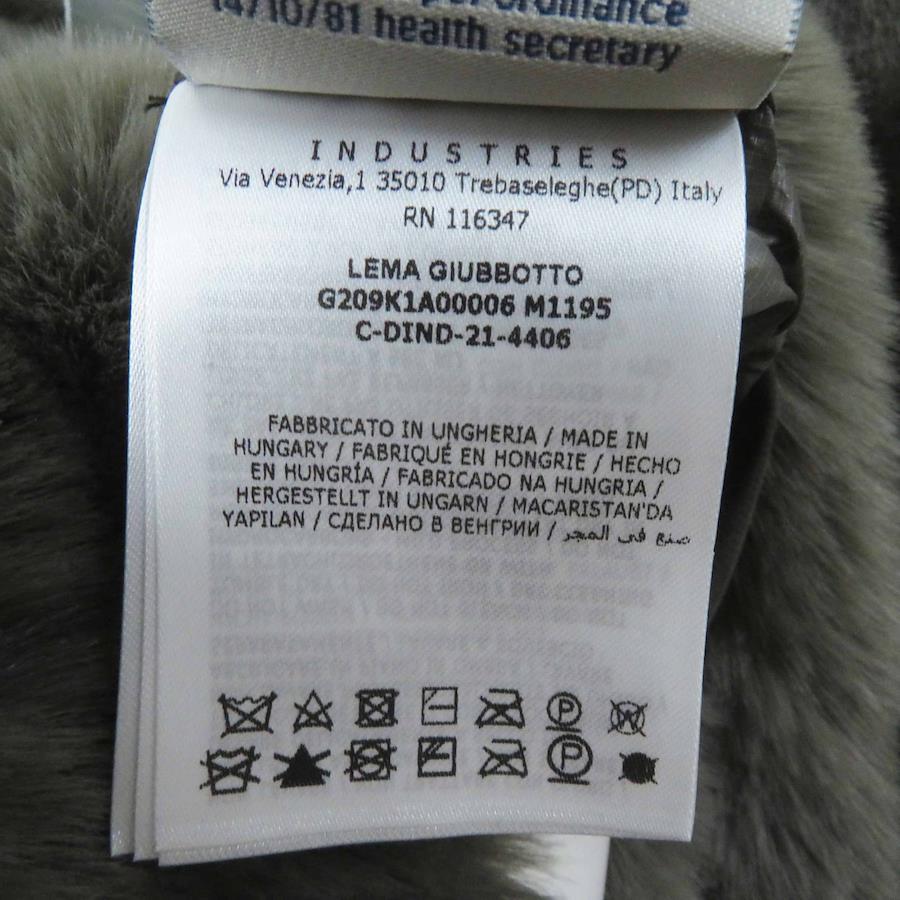 14/10/81 health secretary
I N D U S T R I E S
Via Venezia,1 35010 Trebaseleghe(PD) Italy
RN 116347
LEMA GIUBBOTTO
G209K1A00006 M1195
C-DIND-21-4406
FABBRICATO IN UNGHERIA / MADE IN
HUNGARY / FABRIQUÉ EN HONGRIE / HECHO
EN HUNGRÍA / FABRICADO NA HUNGRIA /
HERGESTELLT IN UNGARN / MACARISTAN'DA
YAPILAN / СДЕЛАНО В ВЕНГРИИ / صنع في المجر
P W
P